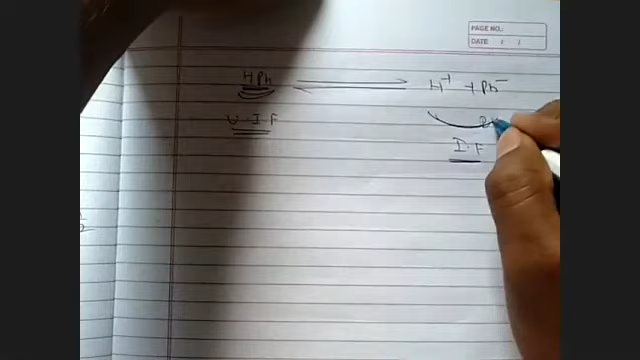 PAGE NO.:
DATE / /
HPh ⇌ H⁺ + Ph⁻
U.I.F
I.F